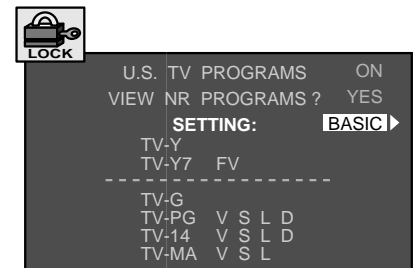 LOCK
U.S. TV PROGRAMS ON
VIEW NR PROGRAMS ? YES
SETTING: BASIC
TV-Y
TV-Y7 FV
TV-G
TV-PG V S L D
TV-14 V S L D
TV-MA V S L